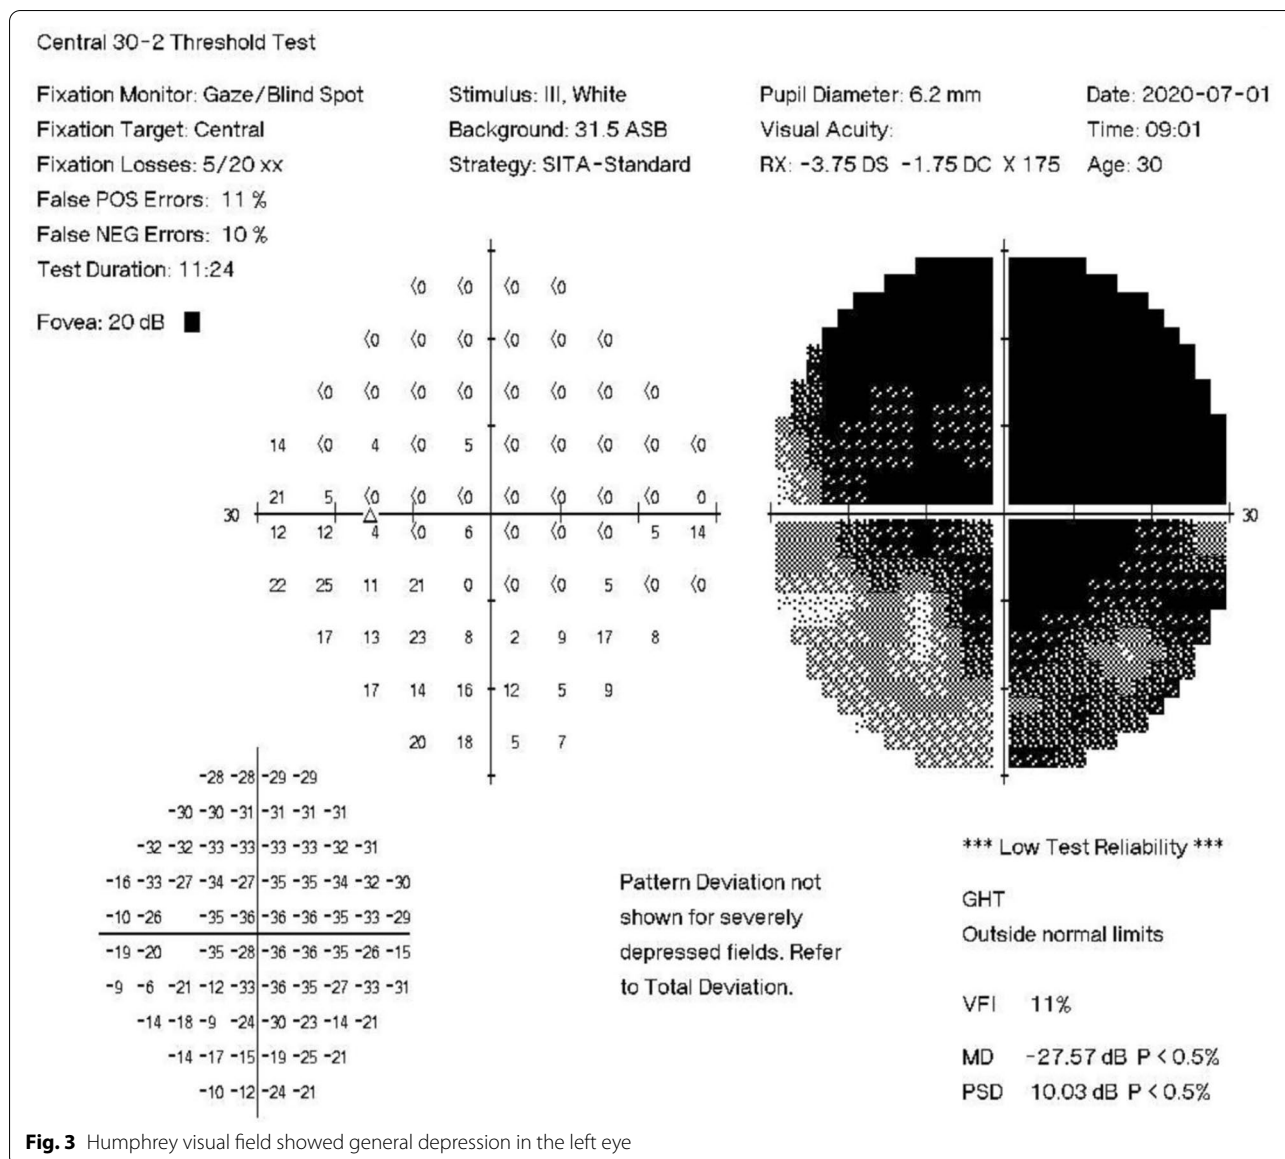 Central 30-2 Threshold Test
Fixation Monitor: Gaze/Blind Spot
Fixation Target: Central
Fixation Losses: 5/20 xx
False POS Errors: 11 %
False NEG Errors: 10 %
Test Duration: 11:24
Fovea: 20 dB
Stimulus: III, White
Background: 31.5 ASB
Strategy: SITA-Standard
Pupil Diameter: 6.2 mm
Visual Acuity:
RX: -3.75 DS -1.75 DC X 175
Date: 2020-07-01
Time: 09:01
Age: 30
⟨0 ⟨0 ⟨0 ⟨0
⟨0 ⟨0 ⟨0 ⟨0 ⟨0 ⟨0
⟨0 ⟨0 ⟨0 ⟨0 ⟨0 ⟨0 ⟨0 ⟨0
14 ⟨0 4 ⟨0 5 ⟨0 ⟨0 ⟨0 ⟨0 ⟨0
21 5 ⟨0 ⟨0 ⟨0 ⟨0 ⟨0 ⟨0 ⟨0 0
30
12 12 4 ⟨0 6 ⟨0 ⟨0 ⟨0 5 14
22 25 11 21 0 ⟨0 ⟨0 5 ⟨0 ⟨0
17 13 23 8 2 9 17 8
17 14 16 12 5 9
20 18 5 7
30
-28 -28 -29 -29
-30 -30 -31 -31 -31 -31
-32 -32 -33 -33 -33 -33 -32 -31
-16 -33 -27 -34 -27 -35 -35 -34 -32 -30
-10 -26 -35 -36 -36 -36 -35 -33 -29
-19 -20 -35 -28 -36 -36 -35 -26 -15
-9 -6 -21 -12 -33 -36 -35 -27 -33 -31
-14 -18 -9 -24 -30 -23 -14 -21
-14 -17 -15 -19 -25 -21
-10 -12 -24 -21
Pattern Deviation not
shown for severely
depressed fields. Refer
to Total Deviation.
*** Low Test Reliability ***
GHT
Outside normal limits
VFI 11%
MD -27.57 dB P < 0.5%
PSD 10.03 dB P < 0.5%
Fig. 3 Humphrey visual field showed general depression in the left eye